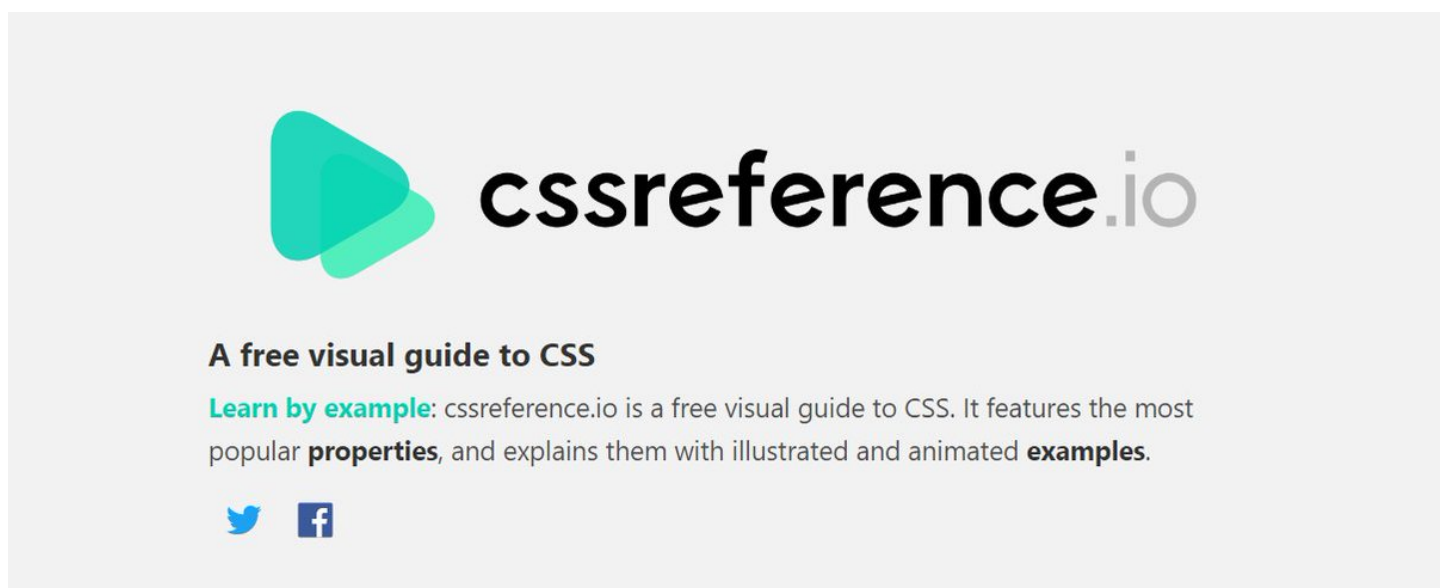 cssreference.io
A free visual guide to CSS
Learn by example: cssreference.io is a free visual guide to CSS. It features the most
popular properties, and explains them with illustrated and animated examples.